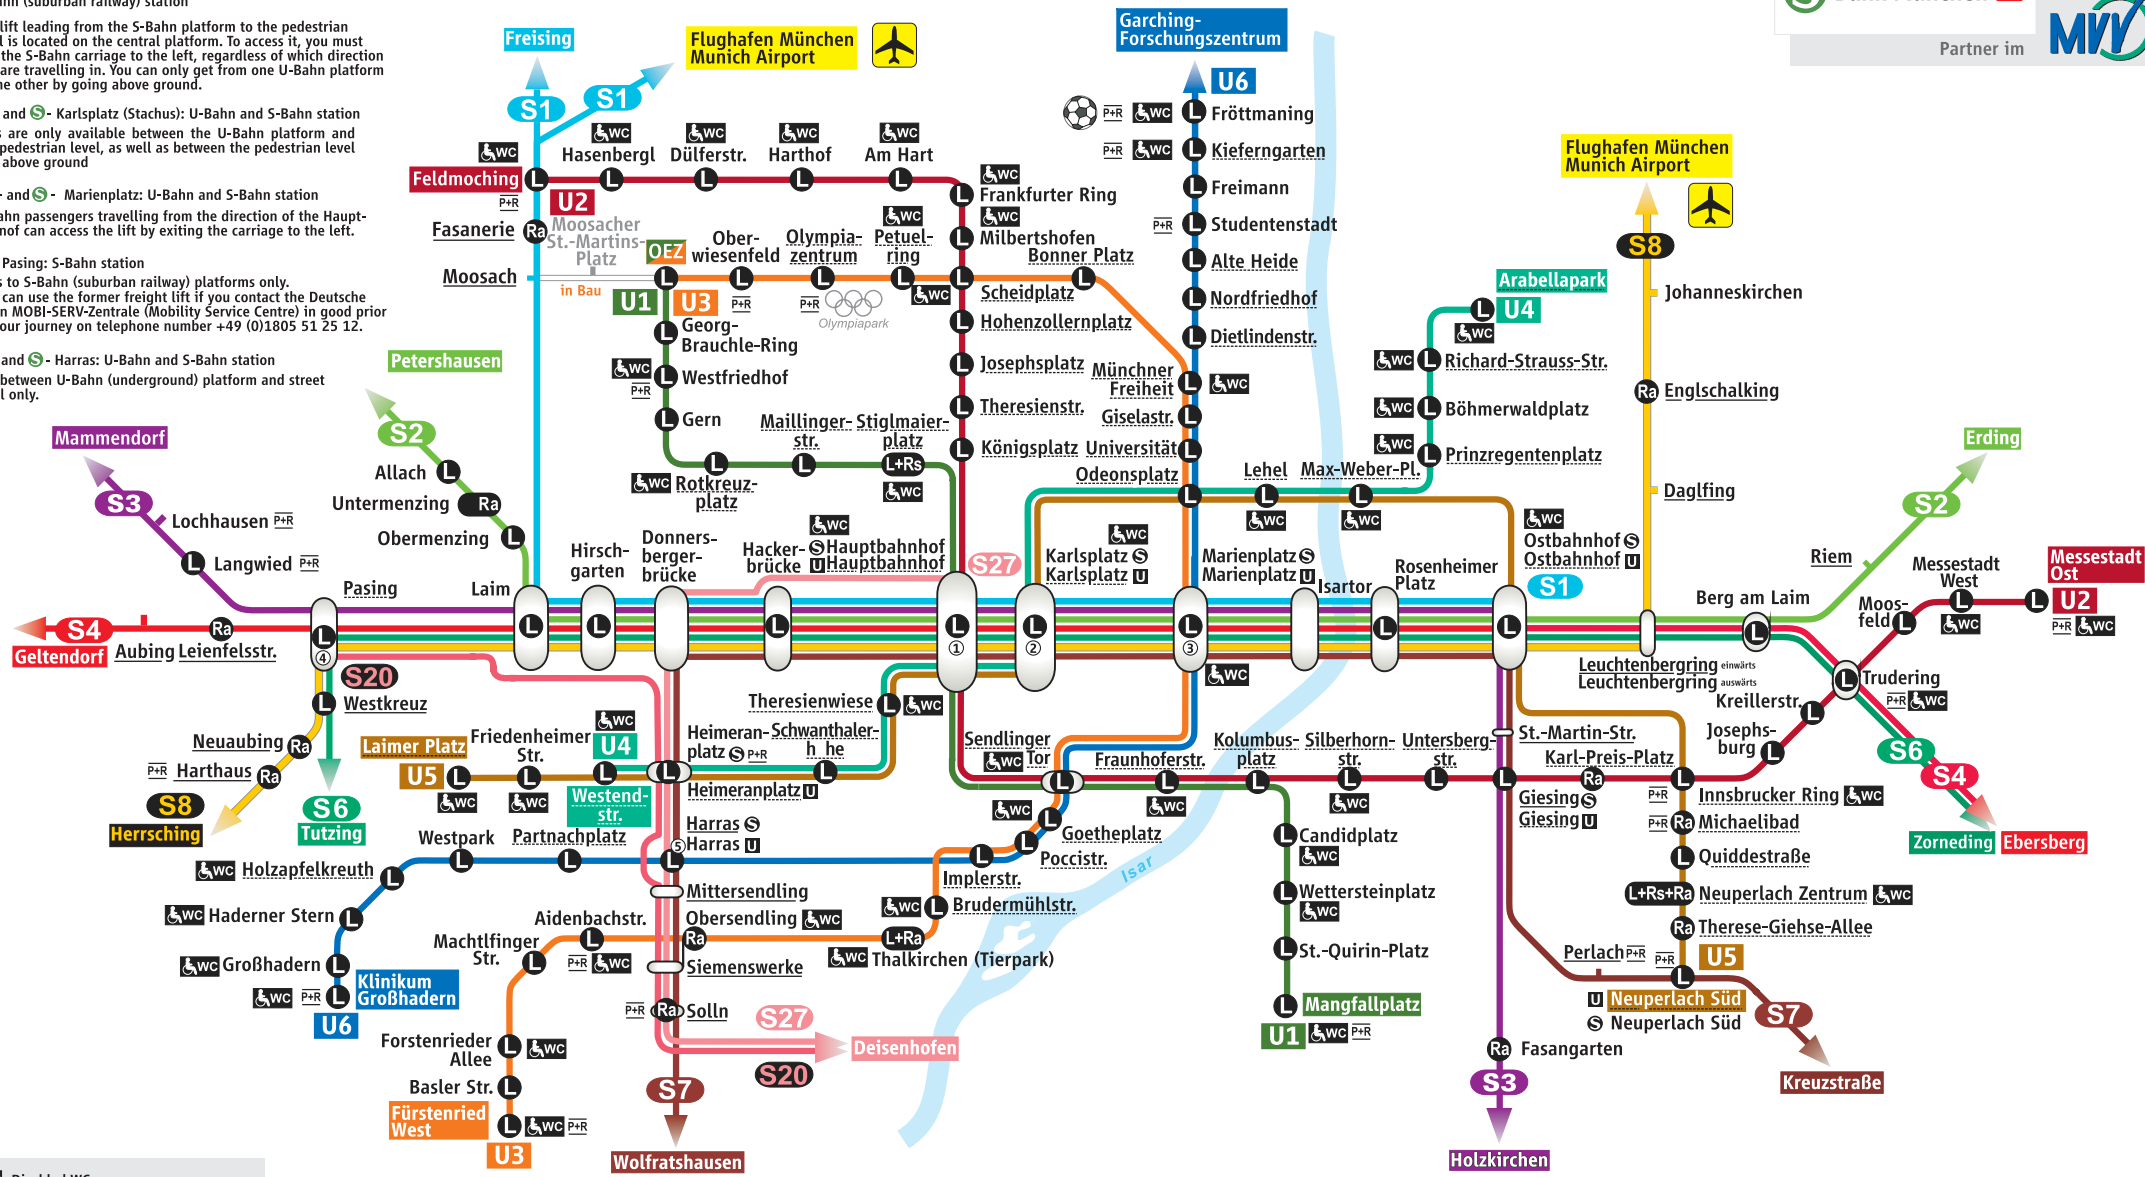 (suburban railway) station
lift leading from the S-Bahn platform to the pedestrian
is located on the central platform. To access it, you must
the S-Bahn carriage to the left, regardless of which direction
are travelling in. You can only get from one U-Bahn platform
other by going above ground.
and S - Karlsplatz (Stachus): U-Bahn and S-Bahn station
are only available between the U-Bahn platform and
pedestrian level, as well as between the pedestrian level
above ground
- and S - Marienplatz: U-Bahn and S-Bahn station
passengers travelling from the direction of the Haupt-
can access the lift by exiting the carriage to the left.
Pasing: S-Bahn station
to S-Bahn (suburban railway) platforms only.
can use the former freight lift if you contact the Deutsche
MOBI-SERV-Zentrale (Mobility Service Centre) in good prior
journey on telephone number +49 (0)1805 51 25 12.
and S - Harras: U-Bahn and S-Bahn station
between U-Bahn (underground) platform and street
only.
Partner im
MVV
Freising
S1
S1
Flughafen München
Munich Airport
Garching-
Forschungszentrum
U6
Fröttmaning
Kieferngarten
Freimann
Studentenstadt
Alte Heide
Nordfriedhof
Dietlindenstr.
Münchner
Freiheit
Giselastr.
Universität
Odeonsplatz
Feldmoching
U2
Hasenbergl
Dülferstr.
Harthof
Am Hart
Frankfurter Ring
Milbertshofen
Bonner Platz
Scheidplatz
Hohenzollernplatz
Josephsplatz
Theresienstr.
Königsplatz
Fasanerie
Moosach
Moosacher
St.-Martins-
Platz
in Bau
OEZ
Ober-
wiesenfeld
Olympia-
zentrum
Petuel-
ring
Olympiapark
U1
U3
Georg-
Brauchle-Ring
Westfriedhof
Gern
Rotkreuz-
platz
Maillinger-
str.
Stiglmaier-
platz
Flughafen München
Munich Airport
S8
Johanneskirchen
Englschalking
Daglfing
Arabellapark
U4
Richard-Strauss-Str.
Böhmerwaldplatz
Prinzregentenplatz
Max-Weber-Pl.
Lehel
Petershausen
S2
Allach
Untermenzing
Obermenzing
Mammendorf
S3
Lochhausen P+R
Langwied P+R
Erding
S2
Riem
Messestadt
West
Messestadt
Ost
U2
Moos-
feld
Pasing
Laim
Hirsch-
garten
Donners-
berger-
brücke
Hacker-
brücke
S Hauptbahnhof
U Hauptbahnhof
S27
Karlsplatz S
Karlsplatz U
Marienplatz S
Marienplatz U
Isartor
Rosenheimer
Platz
Ostbahnhof S
Ostbahnhof U
S1
Berg am Laim
Leuchtenbergring einwärts
Leuchtenbergring auswärts
Trudering
Kreillerstr.
Josephs-
burg
S4
Geltendorf
Aubing
Leienfelsstr.
S20
Westkreuz
Neuaubing
Harthaus
S8
Herrsching
S6
Tutzing
Laimer Platz
U5
Friedenheimer
Str.
U4
Westend-
str.
Heimeran-
platz S P+R
Heimeranplatz U
Schwanthaler-
h he
Theresienwiese
Sendlinger
Tor
Fraunhoferstr.
Kolumbus-
platz
Silberhorn-
str.
Untersberg-
str.
St.-Martin-Str.
Karl-Preis-Platz
Giesing S
Giesing U
Innsbrucker Ring
Michaelibad
Quiddestraße
Neuperlach Zentrum
Therese-Giehse-Allee
Perlach P+R
U5
U Neuperlach Süd
S Neuperlach Süd
S7
Kreuzstraße
S6
S4
Zorneding
Ebersberg
Harras S
Harras U
Westpark
Partnachplatz
Holzapfelkreuth
Haderner Stern
Großhadern
Klinikum
Großhadern
U6
Goetheplatz
Poccistr.
Implerstr.
Brudermühlstr.
Thalkirchen (Tierpark)
Obersendling
Aidenbachstr.
Machtlfinger
Str.
Forstenrieder
Allee
Basler Str.
Fürstenried
West
U3
Mittersendling
Siemenswerke
Solln
S27
Deisenhofen
S20
S7
Wolfratshausen
Isar
Candidplatz
Wettersteinplatz
St.-Quirin-Platz
Mangfallplatz
U1
Fasangarten
S3
Holzkirchen